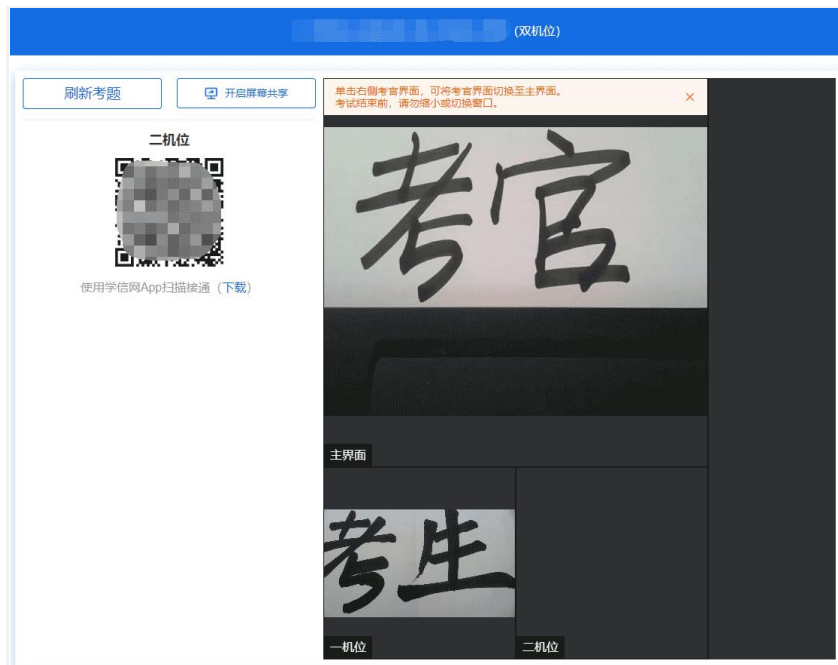 (双机位)
刷新考题
开启屏幕共享
二机位
使用学信网App扫描接通（下载）
单击右侧考官界面，可将考官界面切换至主界面。
考试结束前，请勿缩小或切换窗口。
考官
主界面
考生
一机位
二机位